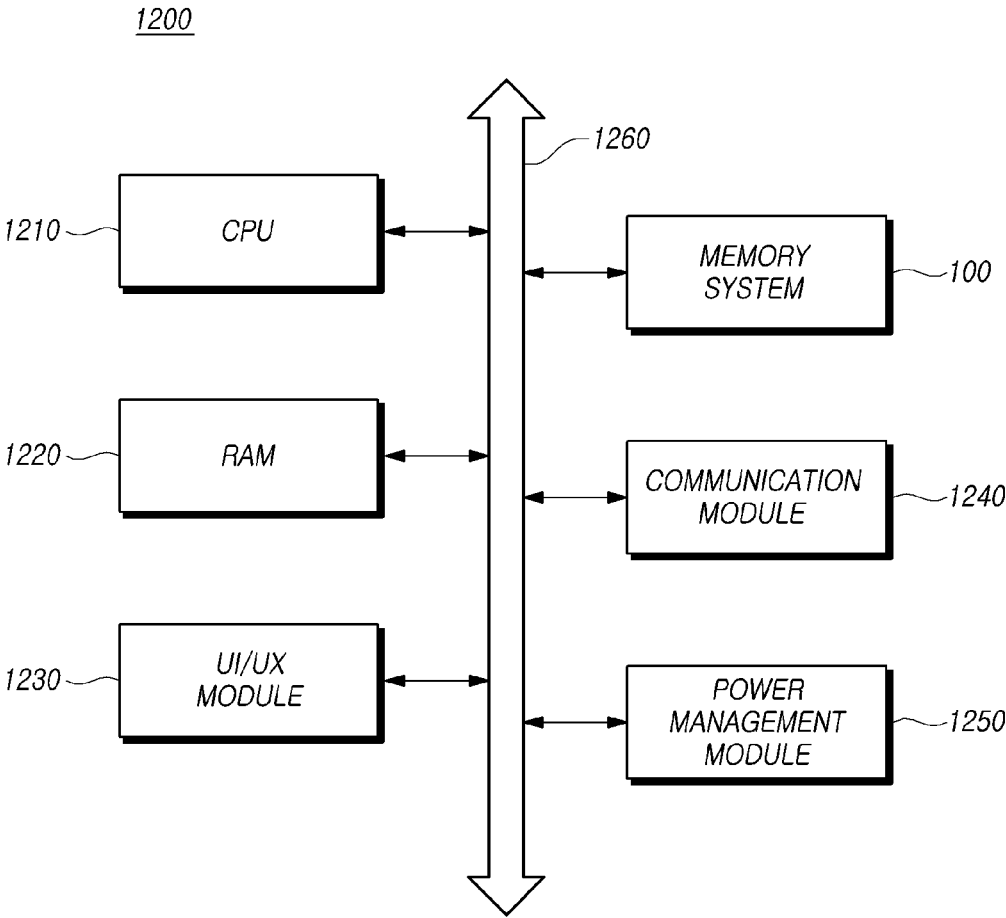 1200
1260
1210
CPU
MEMORY
SYSTEM
100
1220
RAM
COMMUNICATION
MODULE
1240
1230
UI/UX
MODULE
POWER
MANAGEMENT
MODULE
1250